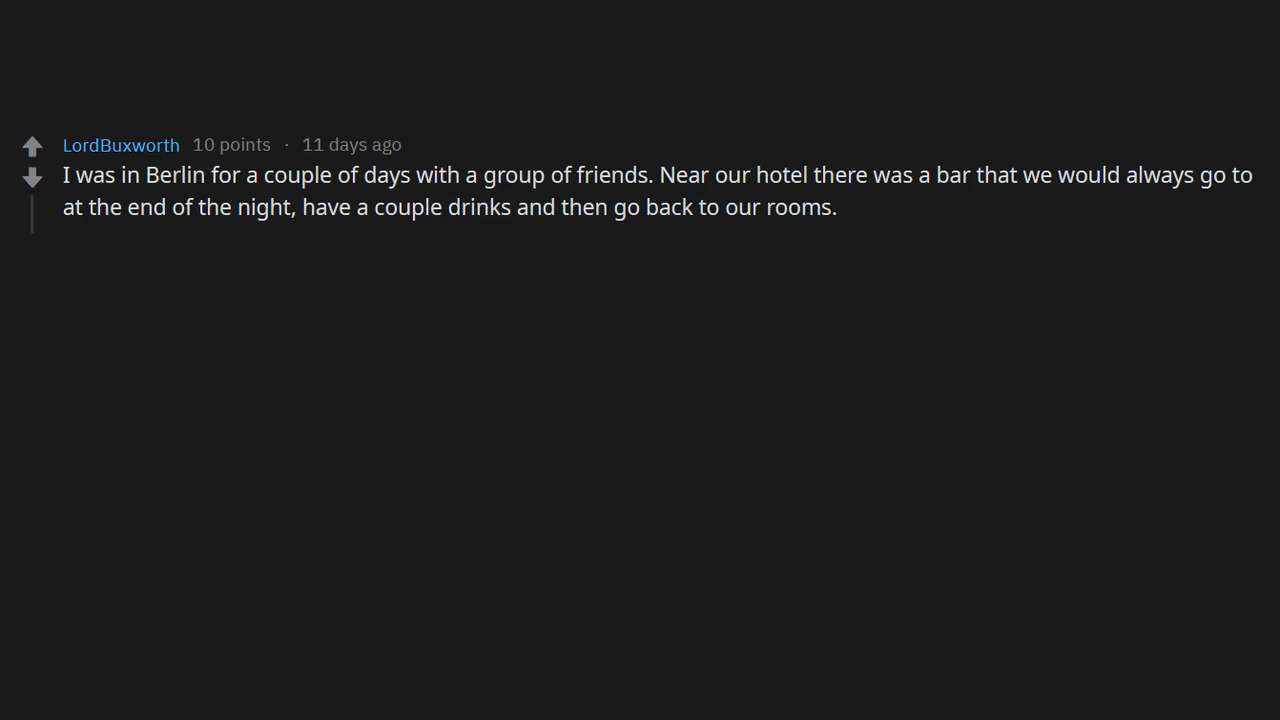 LordBuxworth 10 points · 11 days ago
I was in Berlin for a couple of days with a group of friends. Near our hotel there was a bar that we would always go to
at the end of the night, have a couple drinks and then go back to our rooms.